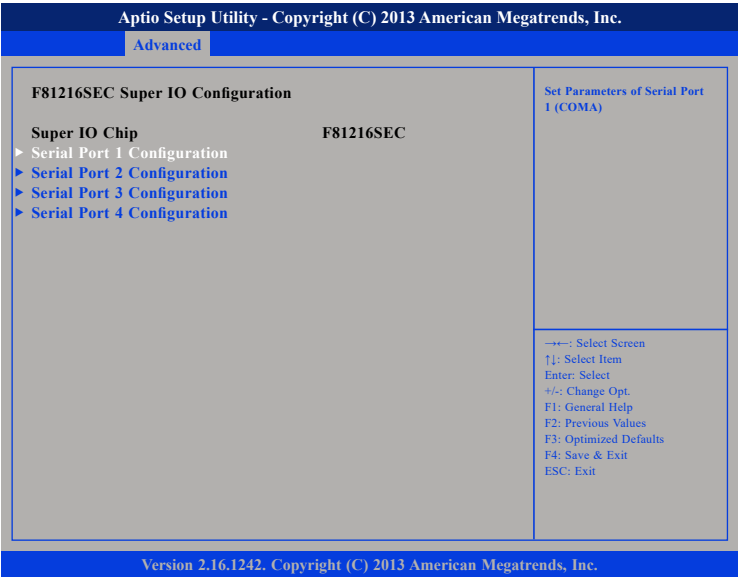 Aptio Setup Utility - Copyright (C) 2013 American Megatrends, Inc.
Advanced
F81216SEC Super IO Configuration
Super IO Chip F81216SEC
▶ Serial Port 1 Configuration
▶ Serial Port 2 Configuration
▶ Serial Port 3 Configuration
▶ Serial Port 4 Configuration
Set Parameters of Serial Port
1 (COMA)
→←: Select Screen
↑↓: Select Item
Enter: Select
+/-: Change Opt.
F1: General Help
F2: Previous Values
F3: Optimized Defaults
F4: Save & Exit
ESC: Exit
Version 2.16.1242. Copyright (C) 2013 American Megatrends, Inc.